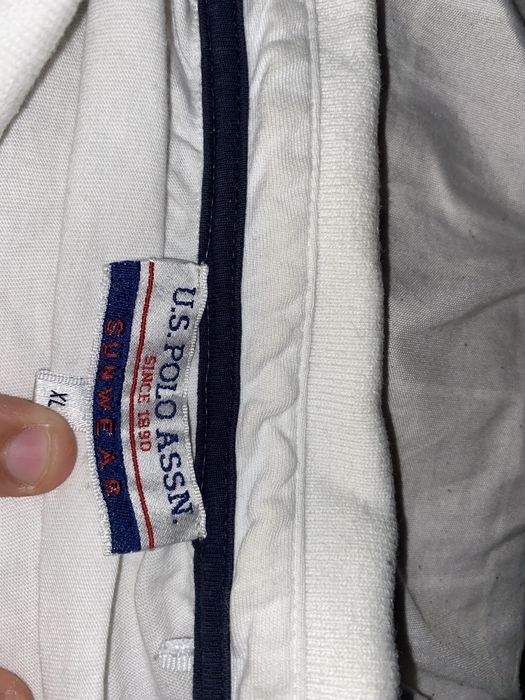 U.S. POLO ASSN.
SINCE 1890
SUNWEAR
XL